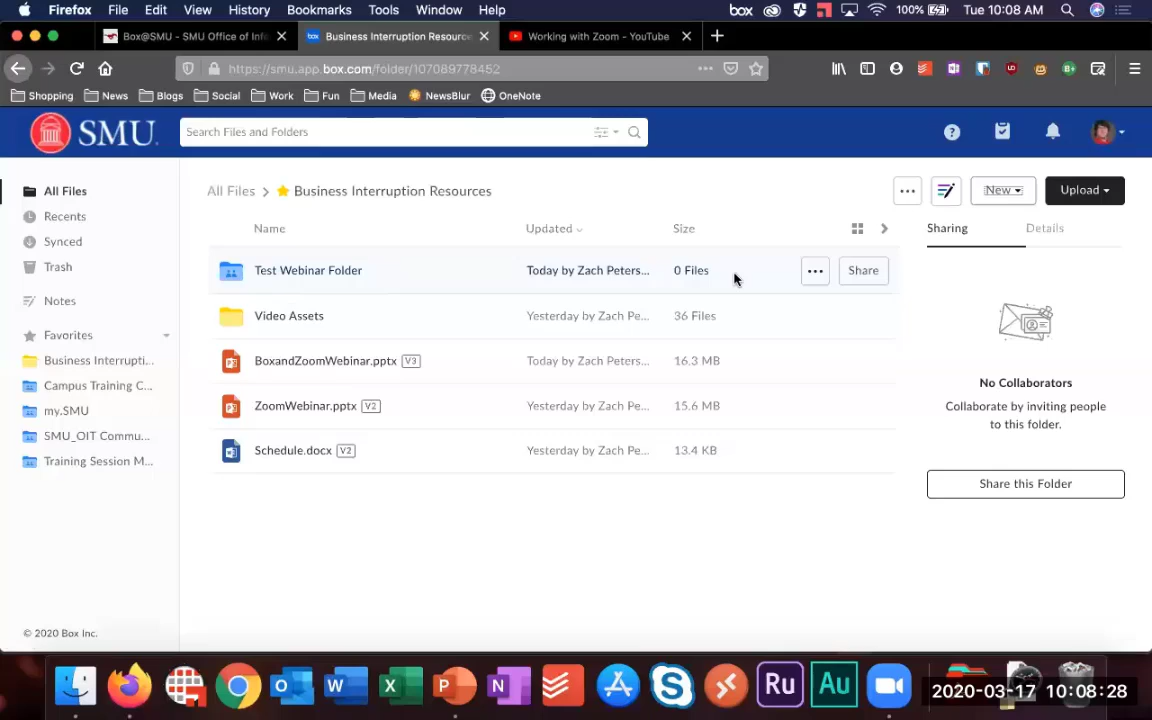 Firefox File Edit View History Bookmarks Tools Window Help box 100% Tue 10:08 AM
Box@SMU - SMU Office of Info Business Interruption Resourc Working with Zoom - YouTube
https://smu.app.box.com/folder/107089778452
Shopping News Blogs Social Work Fun Media NewsBlur OneNote
SMU Search Files and Folders
All Files
Recents
Synced
Trash
Notes
Favorites
Business Interrupti...
Campus Training C...
my.SMU
SMU_OIT Commu...
Training Session M...
© 2020 Box Inc.
All Files > Business Interruption Resources New Upload
Name Updated Size
Test Webinar Folder Today by Zach Peters... 0 Files Share
Video Assets Yesterday by Zach Pe... 36 Files
BoxandZoomWebinar.pptx V3 Today by Zach Peters... 16.3 MB
ZoomWebinar.pptx V2 Yesterday by Zach Pe... 15.6 MB
Schedule.docx V2 Yesterday by Zach Pe... 13.4 KB
Sharing Details
No Collaborators
Collaborate by inviting people
to this folder.
Share this Folder
Ru Au
2020-03-17 10:08:28